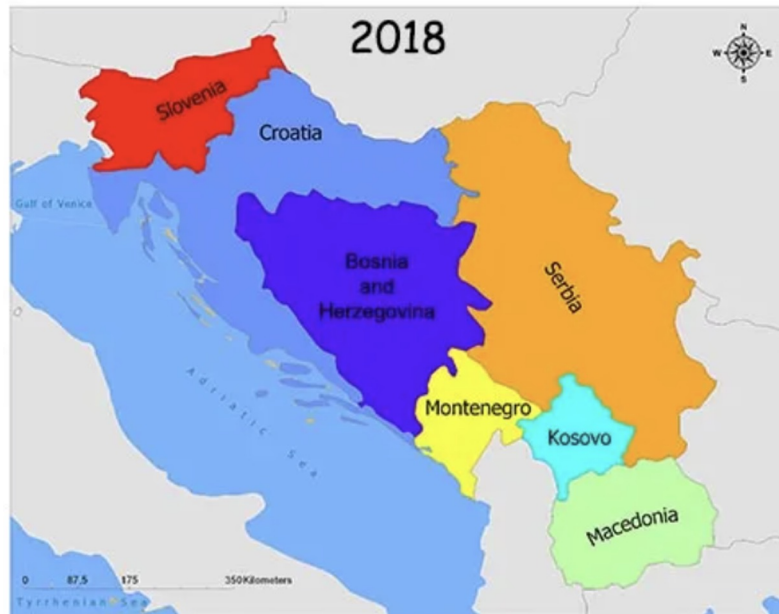 2018
N
W E
S
Slovenia
Croatia
Gulf of Venice
Bosnia
and
Herzegovina
Serbia
Adriatic Sea
Montenegro
Kosovo
Macedonia
0 87,5 175 350 Kilometers
Tyrrhenian Sea